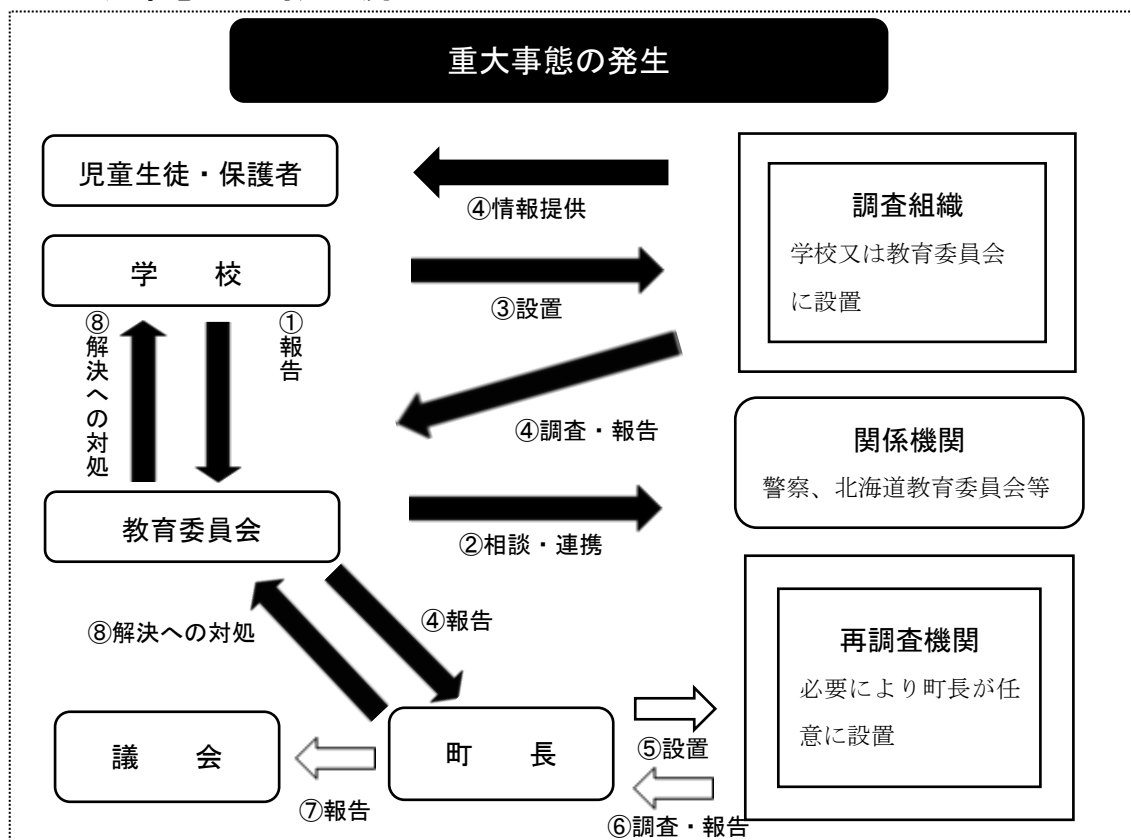 重大事態の発生
児童生徒・保護者
④情報提供
調査組織
学校又は教育委員会
に設置
学　校
③設置
⑧解決への対処
①報告
④調査・報告
関係機関
警察、北海道教育委員会等
教育委員会
②相談・連携
⑧解決への対処
④報告
再調査機関
必要により町長が任
意に設置
議　会
町　長
⑤設置
⑦報告
⑥調査・報告